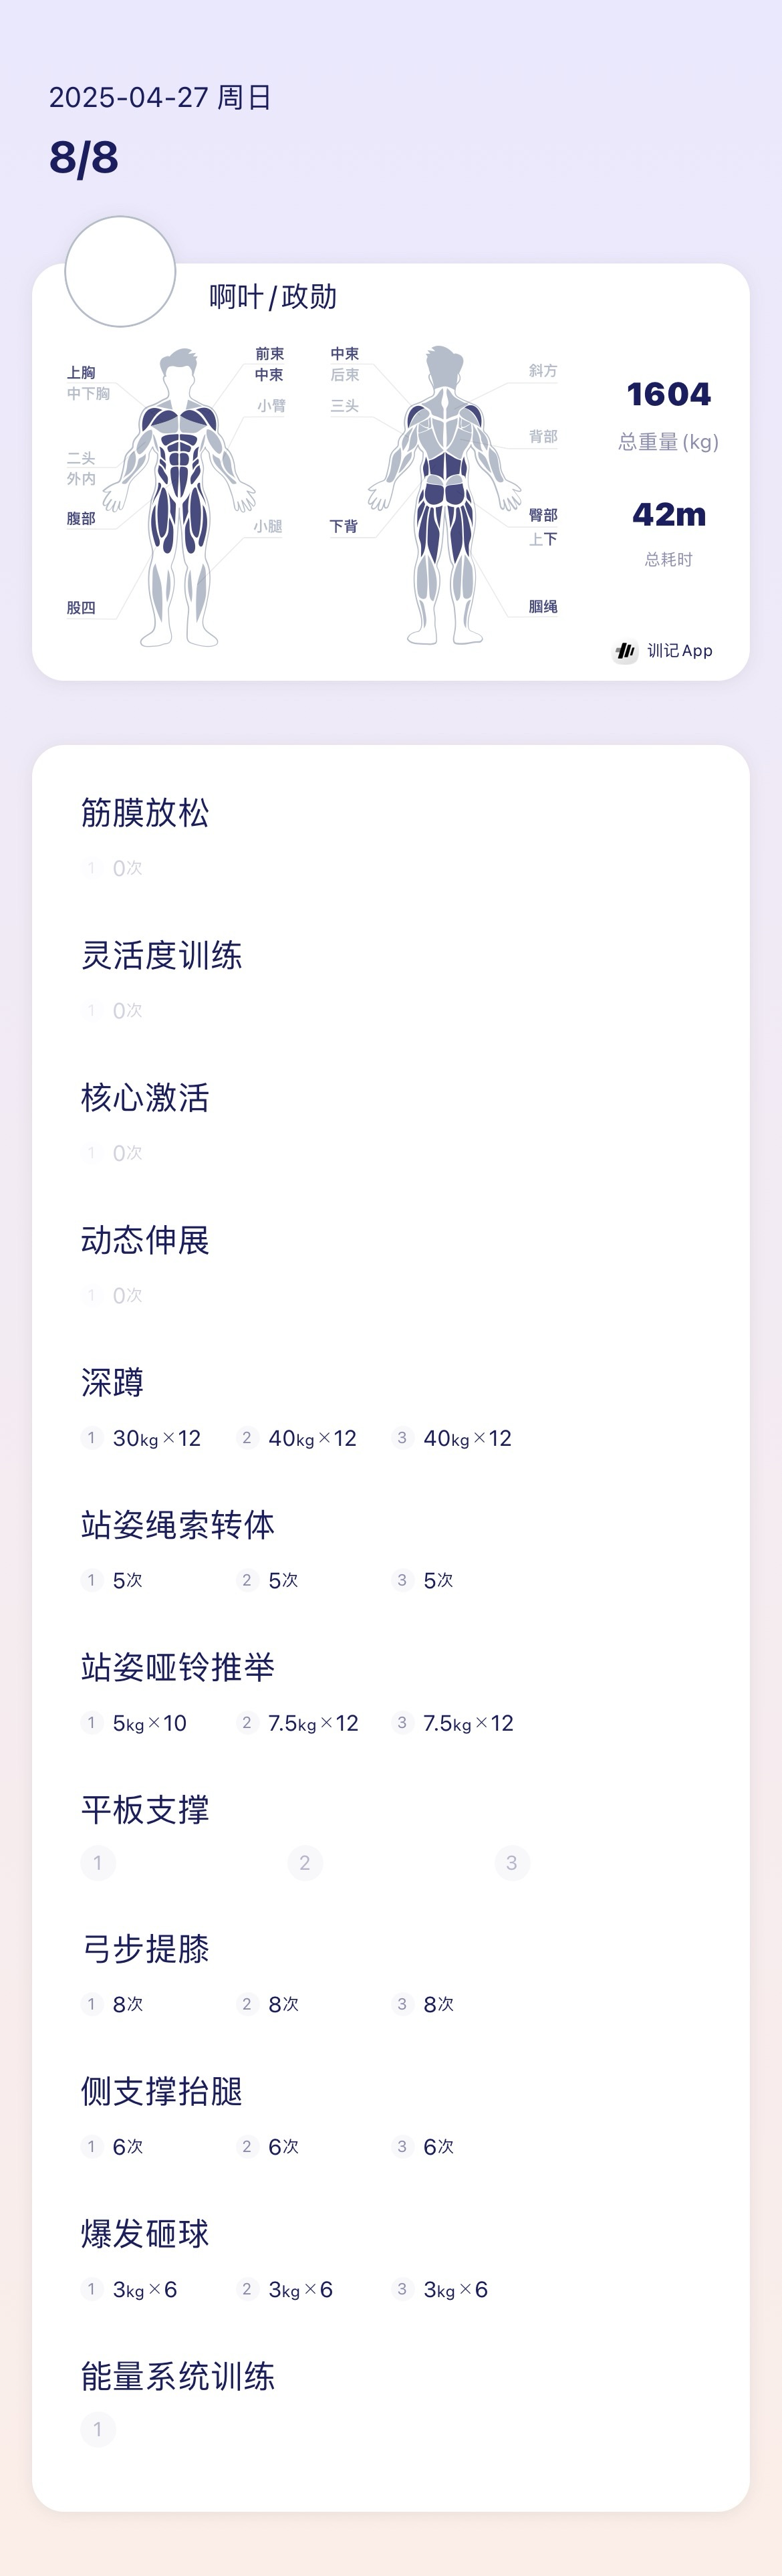 2025-04-27 周日
8/8
啊叶/政勋
上胸
中下胸
二头
外内
腹部
股四
前束
中束
小臂
小腿
中束
后束
三头
下背
斜方
背部
臀部
上下
腘绳
1604
总重量(kg)
42m
总耗时
训记App
筋膜放松
1 0次
灵活度训练
1 0次
核心激活
1 0次
动态伸展
1 0次
深蹲
1 30kg×12 2 40kg×12 3 40kg×12
站姿绳索转体
1 5次 2 5次 3 5次
站姿哑铃推举
1 5kg×10 2 7.5kg×12 3 7.5kg×12
平板支撑
1 2 3
弓步提膝
1 8次 2 8次 3 8次
侧支撑抬腿
1 6次 2 6次 3 6次
爆发砸球
1 3kg×6 2 3kg×6 3 3kg×6
能量系统训练
1